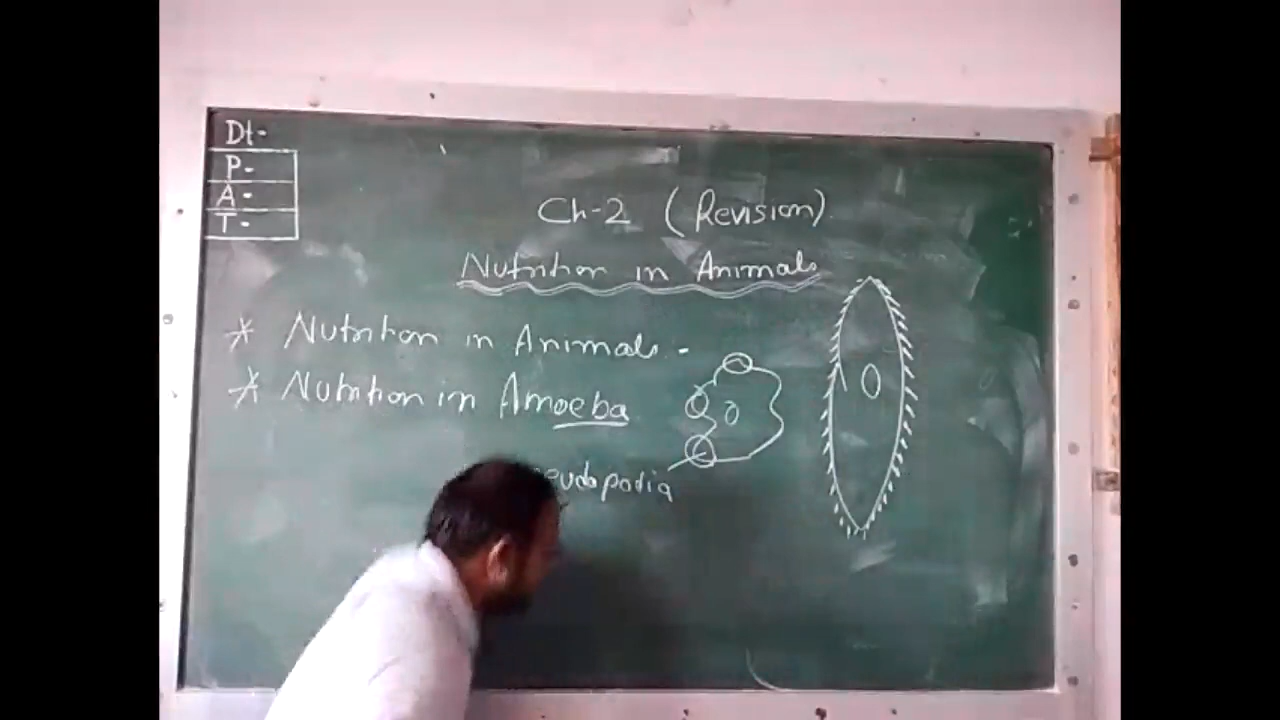 Dt-
P-
A-
T-
Ch-2 (Revision)
Nutrition in Animals
* Nutrition in Animals -
* Nutrition in Amoeba